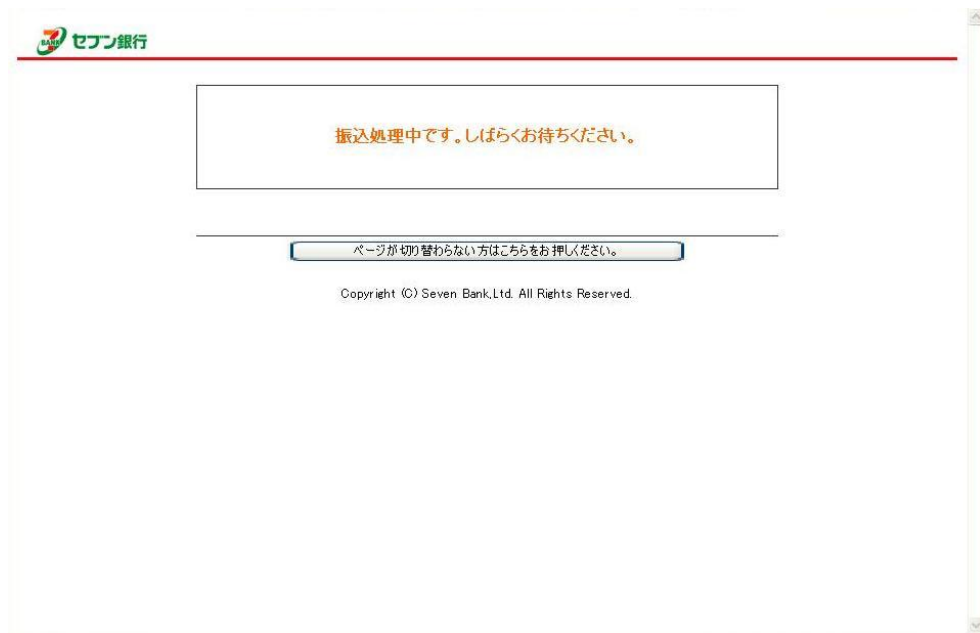 7
BANK
セブン銀行
振込処理中です。しばらくお待ちください。
ページが切り替わらない方はこちらをお押しください。
Copyright (C) Seven Bank,Ltd. All Rights Reserved.